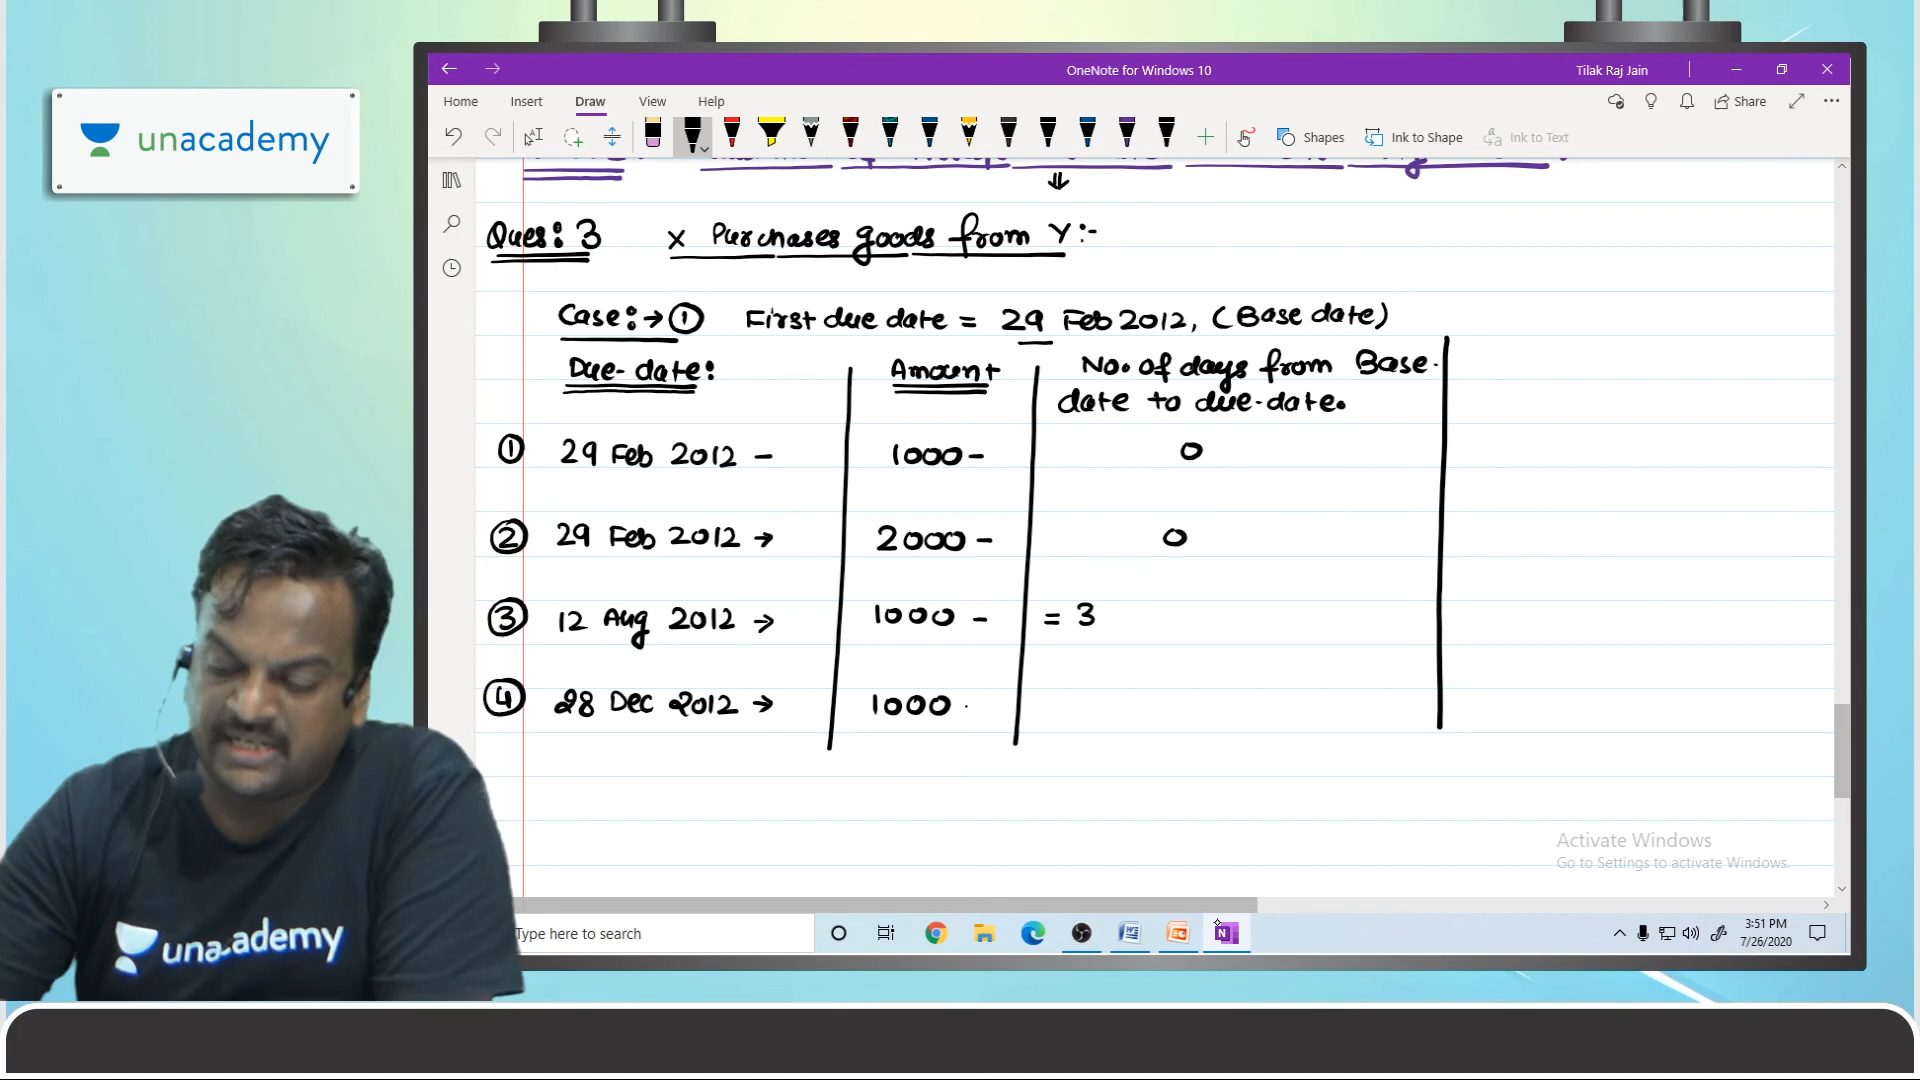 unacademy
OneNote for Windows 10
Tilak Raj Jain
Home Insert Draw View Help
Share
Shapes Ink to Shape Ink to Text
Ques: 3 X Purchases goods from Y:-
Case:→① First due date = 29 Feb 2012, (Base date)
Due-date: Amount No. of days from Base
date to due-date.
① 29 Feb 2012 - 1000 - 0
② 29 Feb 2012 → 2000 - 0
③ 12 Aug 2012 → 1000 - = 3
④ 28 Dec 2012 → 1000
Activate Windows
Go to Settings to activate Windows.
unacademy
Type here to search
3:51 PM
7/26/2020